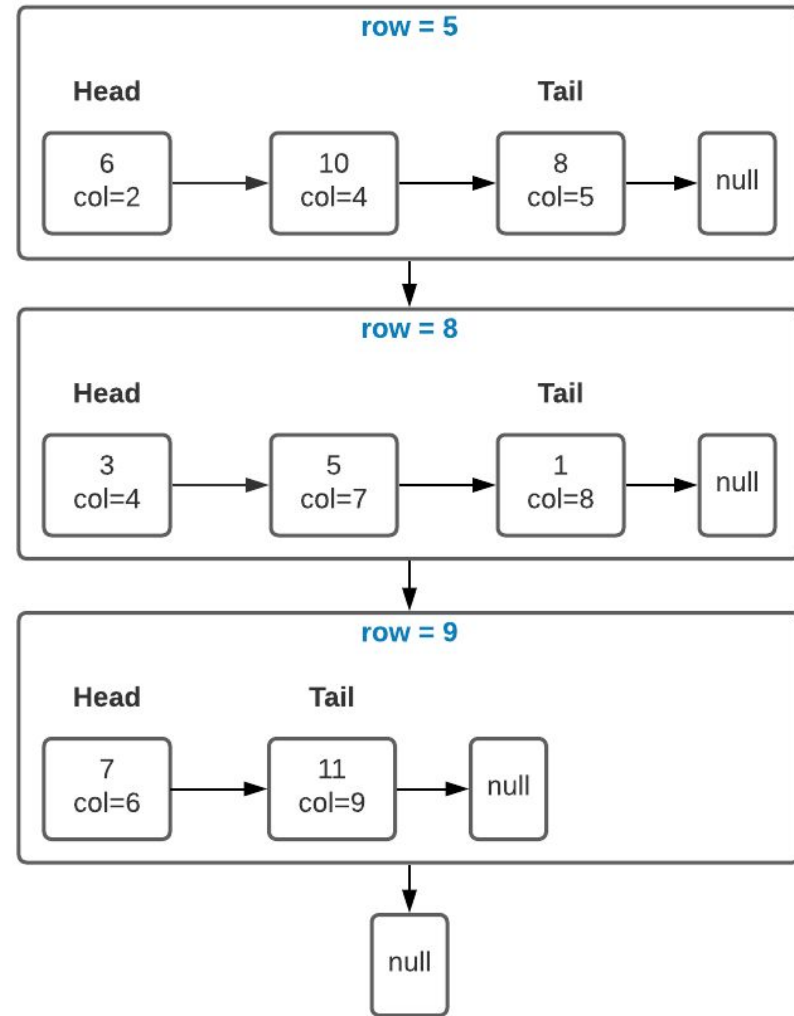 row = 5
Head
Tail
6
col=2
10
col=4
8
col=5
null
row = 8
Head
Tail
3
col=4
5
col=7
1
col=8
null
row = 9
Head
Tail
7
col=6
11
col=9
null
null